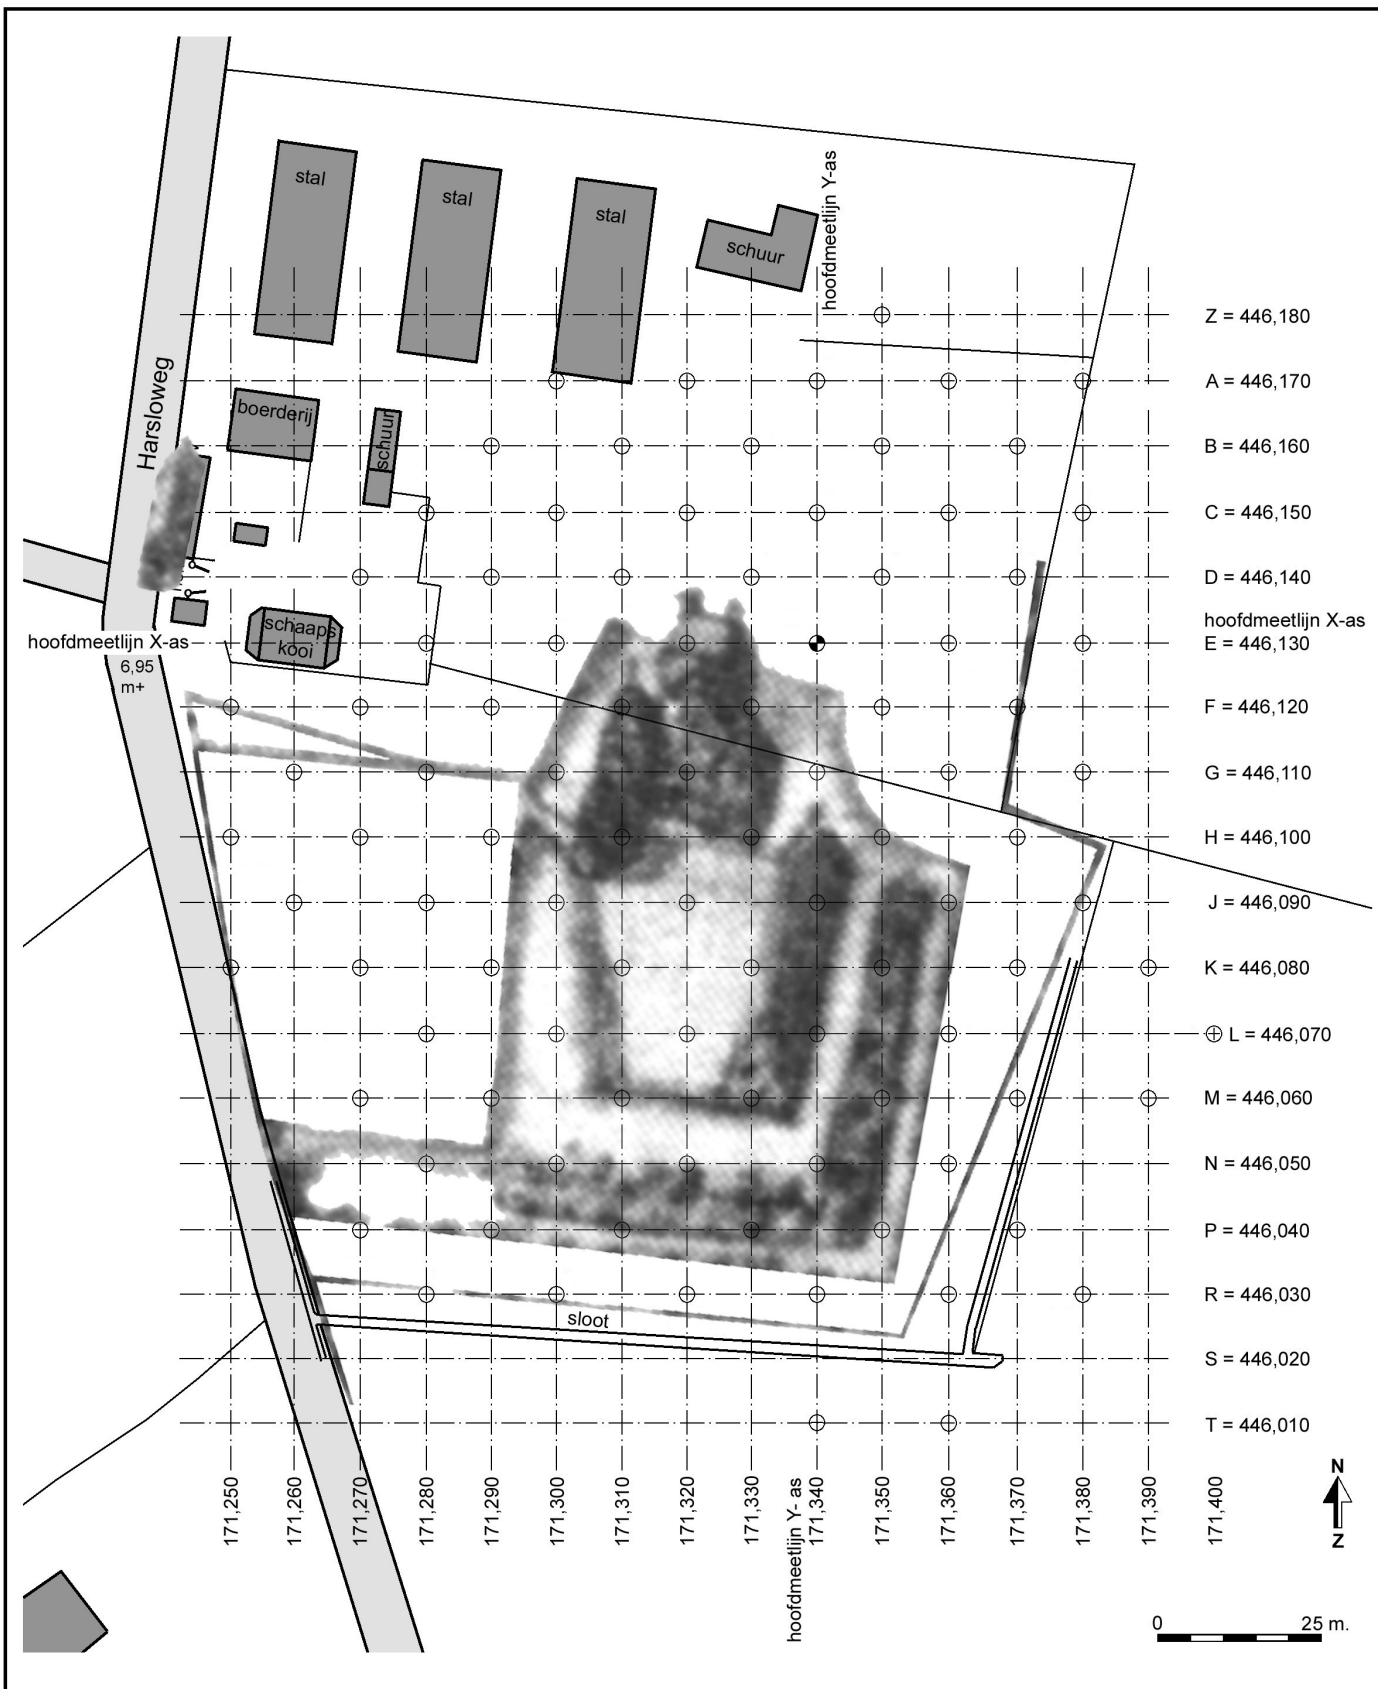 stal
stal
stal
schuur
hoofdmeetlijn Y-as
Z = 446,180
Harsloweg
A = 446,170
boerderij
schuur
B = 446,160
C = 446,150
D = 446,140
hoofdmeetlijn X-as
schaaps
kooi
hoofdmeetlijn X-as
E = 446,130
6,95
m+
F = 446,120
G = 446,110
H = 446,100
J = 446,090
K = 446,080
L = 446,070
M = 446,060
N = 446,050
P = 446,040
R = 446,030
sloot
S = 446,020
T = 446,010
171,250
171,260
171,270
171,280
171,290
171,300
171,310
171,320
171,330
171,340
171,350
171,360
171,370
171,380
171,390
171,400
hoofdmeetlijn Y- as
N
Z
0 25 m.